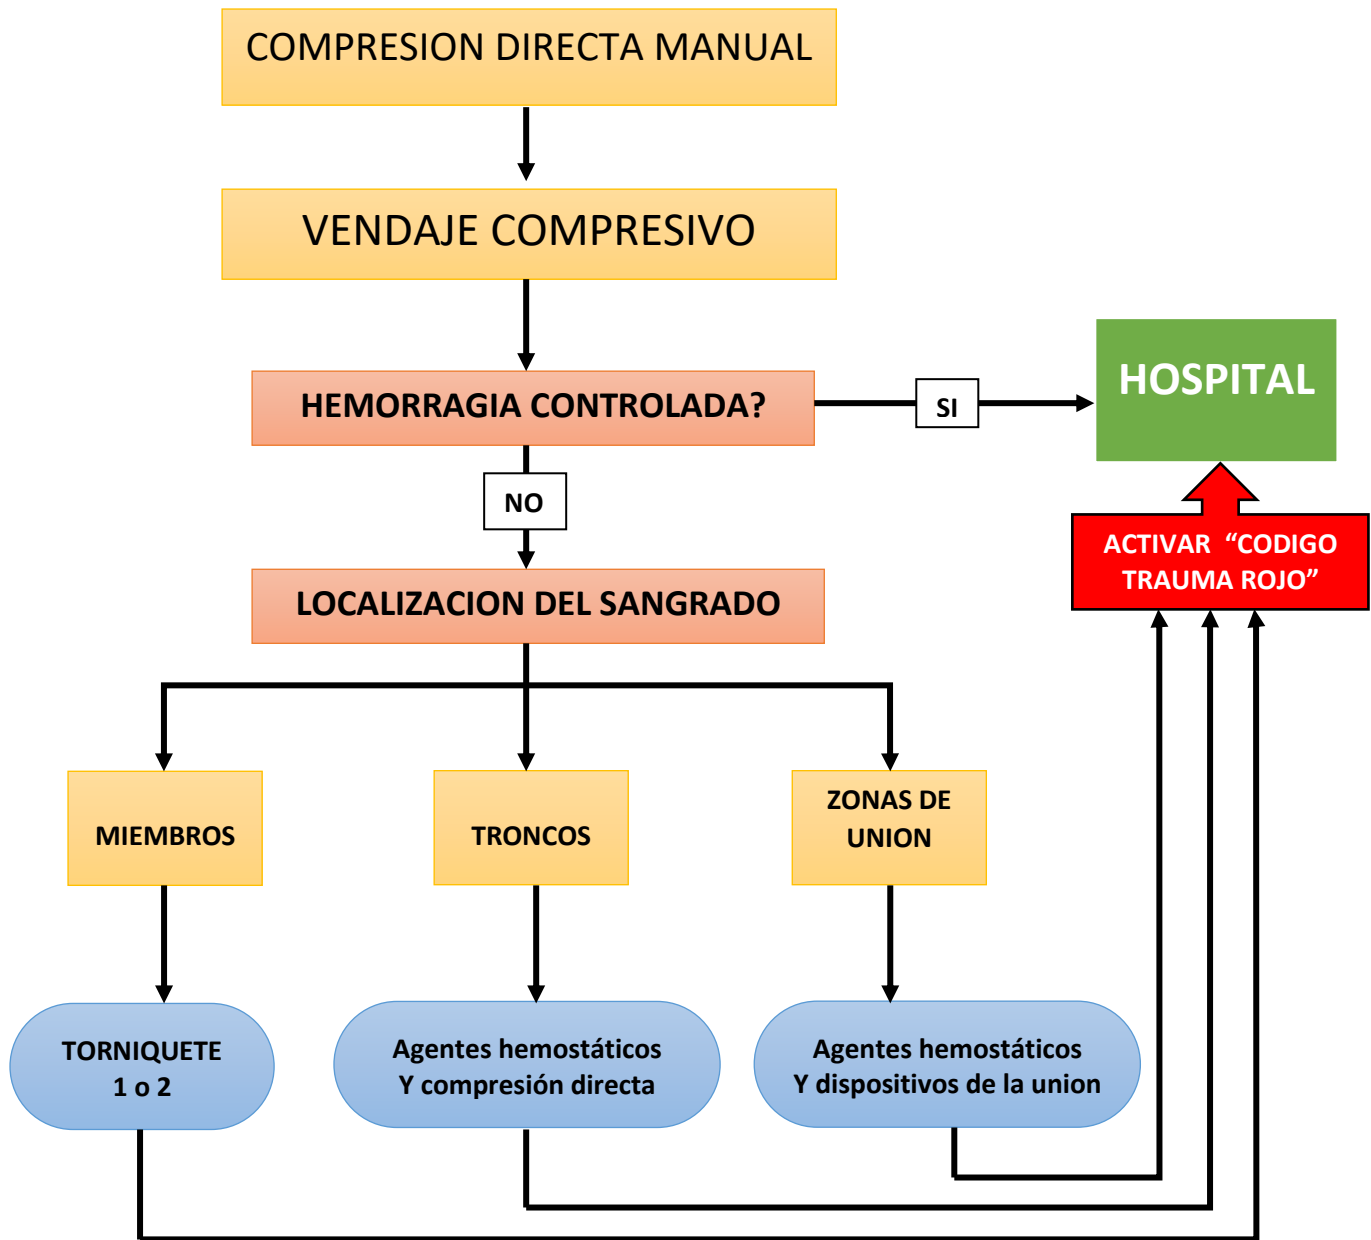 COMPRESION DIRECTA MANUAL
VENDAJE COMPRESIVO
HEMORRAGIA CONTROLADA?
SI
HOSPITAL
NO
ACTIVAR “CODIGO
TRAUMA ROJO”
LOCALIZACION DEL SANGRADO
MIEMBROS
TRONCOS
ZONAS DE
UNION
TORNIQUETE
1 o 2
Agentes hemostáticos
Y compresión directa
Agentes hemostáticos
Y dispositivos de la union